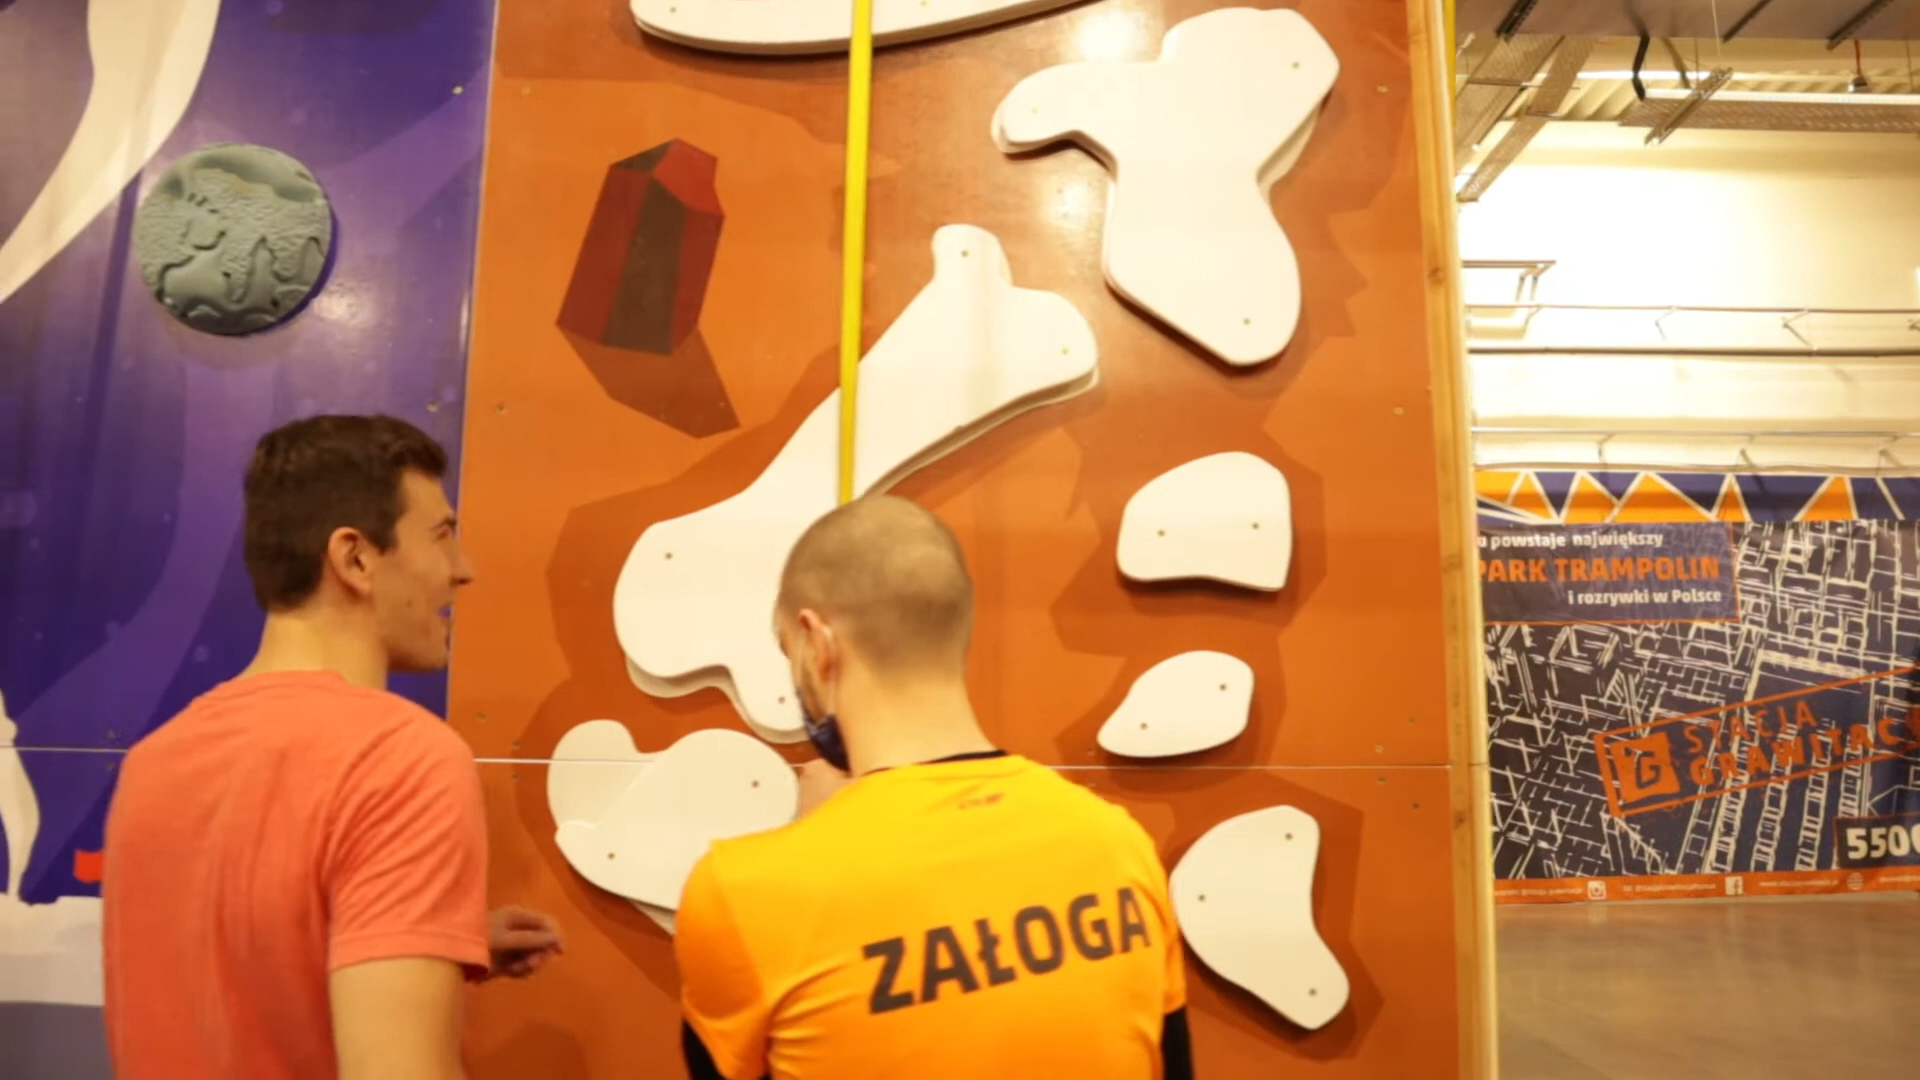 ZAŁOGA
powstaje największy
PARK TRAMPOLIN
i rozrywki w Polsce
G
STACJA
GRAWITAC
5500